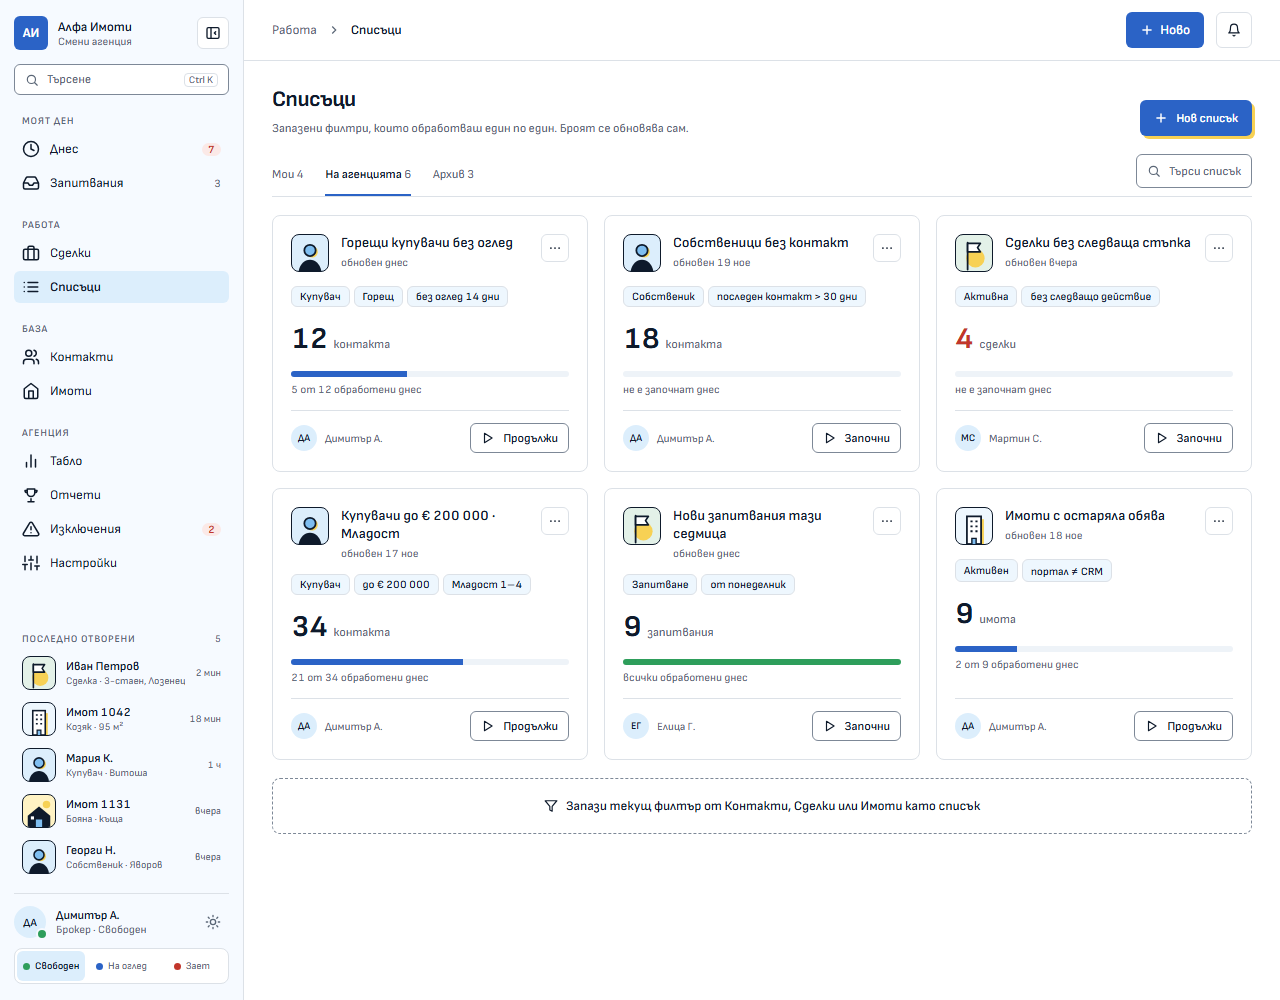 АИ
Алфа Имоти
Смени агенция
Търсене
Ctrl K
МОЯТ ДЕН
Днес
7
Запитвания
3
РАБОТА
Сделки
Списъци
БАЗА
Контакти
Имоти
АГЕНЦИЯ
Табло
Отчети
Изключения
2
Настройки
ПОСЛЕДНО ОТВОРЕНИ
5
Иван Петров
Сделка · 3-стаен, Лозенец
2 мин
Имот 1042
Козяк · 95 м²
18 мин
Мария К.
Купувач · Витоша
1 ч
Имот 1131
Бояна · къща
вчера
Георги Н.
Собственик · Яворов
вчера
ДА
Димитър А.
Брокер · Свободен
Свободен
На оглед
Зает
Работа
Списъци
Ново
Списъци
Запазени филтри, които обработваш един по един. Броят се обновява сам.
Нов списък
Мои 4
На агенцията 6
Архив 3
Търси списък
Горещи купувачи без оглед
обновен днес
Купувач
Горещ
без оглед 14 дни
12 контакта
5 от 12 обработени днес
ДА
Димитър А.
Продължи
Собственици без контакт
обновен 19 ное
Собственик
последен контакт > 30 дни
18 контакта
не е започнат днес
ДА
Димитър А.
Започни
Сделки без следваща стъпка
обновен вчера
Активна
без следващо действие
4 сделки
не е започнат днес
МС
Мартин С.
Започни
Купувачи до € 200 000 ·
Младост
обновен 17 ное
Купувач
до € 200 000
Младост 1–4
34 контакта
21 от 34 обработени днес
ДА
Димитър А.
Продължи
Нови запитвания тази
седмица
обновен днес
Запитване
от понеделник
9 запитвания
всички обработени днес
ЕГ
Елица Г.
Започни
Имоти с остаряла обява
обновен 18 ное
Активен
портал ≠ CRM
9 имота
2 от 9 обработени днес
ДА
Димитър А.
Продължи
Запази текущ филтър от Контакти, Сделки или Имоти като списък